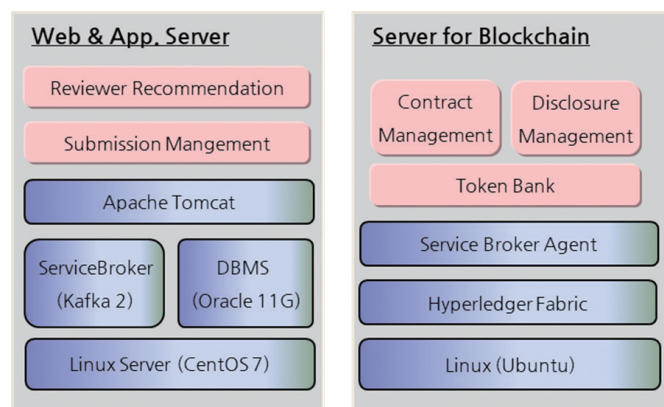 Web & App. Server
Reviewer Recommendation
Submission Mangement
Apache Tomcat
ServiceBroker
(Kafka 2)
DBMS
(Oracle 11G)
Linux Server (CentOS 7)
Server for Blockchain
Contract
Management
Disclosure
Management
Token Bank
Service Broker Agent
Hyperledger Fabric
Linux (Ubuntu)